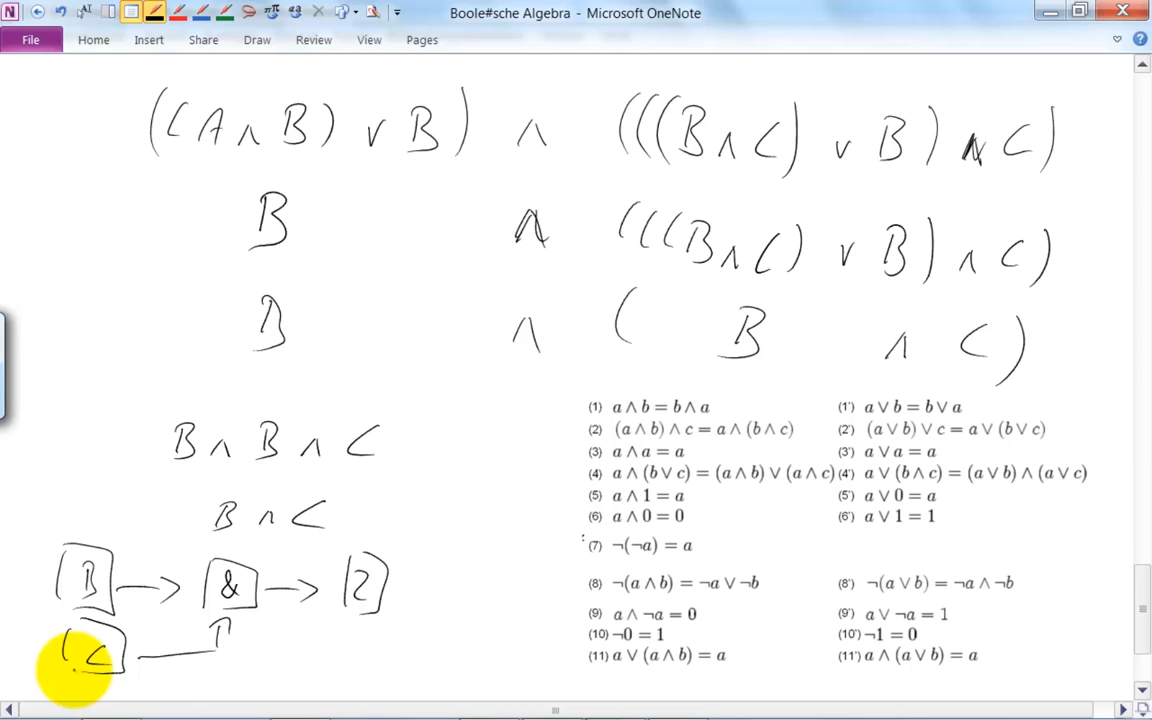 Boole#sche Algebra - Microsoft OneNote
File Home Insert Share Draw Review View Pages
((A ∧ B) ∨ B) ∧ (((B ∧ C) ∨ B) ∧ C)
B ∧ (((B ∧ C) ∨ B) ∧ C)
B ∧ ( B ∧ C)
B ∧ B ∧ C
B ∧ C
B → & → 2
C
(1) a ∧ b = b ∧ a (1') a ∨ b = b ∨ a
(2) (a ∧ b) ∧ c = a ∧ (b ∧ c) (2') (a ∨ b) ∨ c = a ∨ (b ∨ c)
(3) a ∧ a = a (3') a ∨ a = a
(4) a ∧ (b ∨ c) = (a ∧ b) ∨ (a ∧ c) (4') a ∨ (b ∧ c) = (a ∨ b) ∧ (a ∨ c)
(5) a ∧ 1 = a (5') a ∨ 0 = a
(6) a ∧ 0 = 0 (6') a ∨ 1 = 1
(7) ¬(¬a) = a
(8) ¬(a ∧ b) = ¬a ∨ ¬b (8') ¬(a ∨ b) = ¬a ∧ ¬b
(9) a ∧ ¬a = 0 (9') a ∨ ¬a = 1
(10) ¬0 = 1 (10') ¬1 = 0
(11) a ∨ (a ∧ b) = a (11') a ∧ (a ∨ b) = a